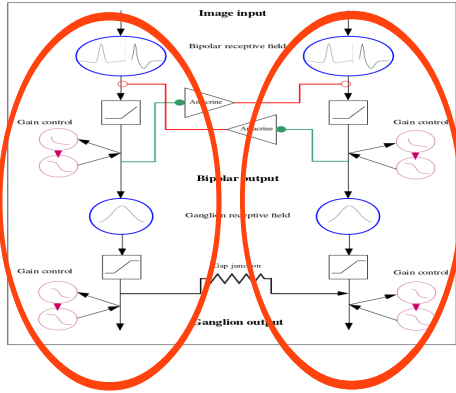 Image input
Bipolar receptive field
Amacrine
Gain control
Amacrine
Gain control
Bipolar output
Ganglion receptive field
Gain control
Gap junction
Gain control
Ganglion output